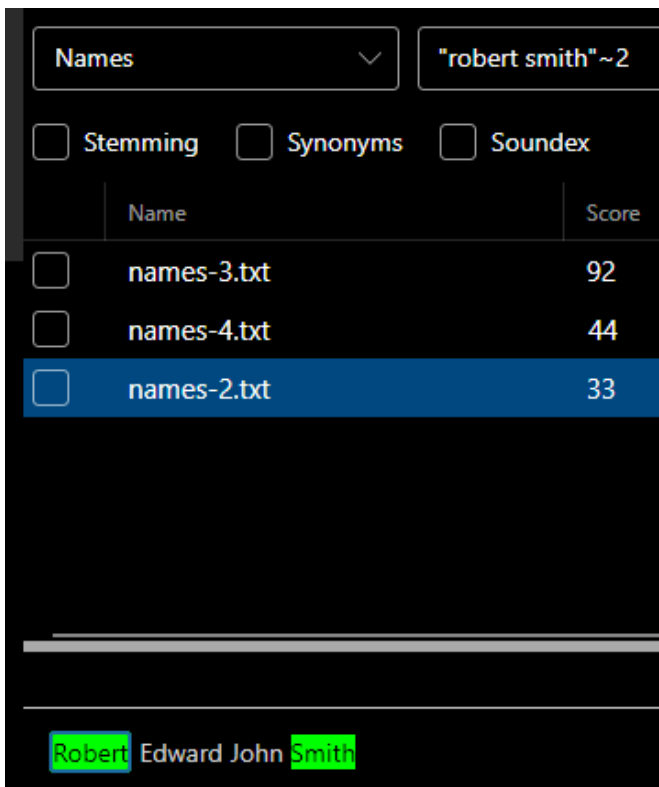 Names "robert smith"~2
Stemming Synonyms Soundex
Name Score
names-3.txt 92
names-4.txt 44
names-2.txt 33
Robert Edward John Smith